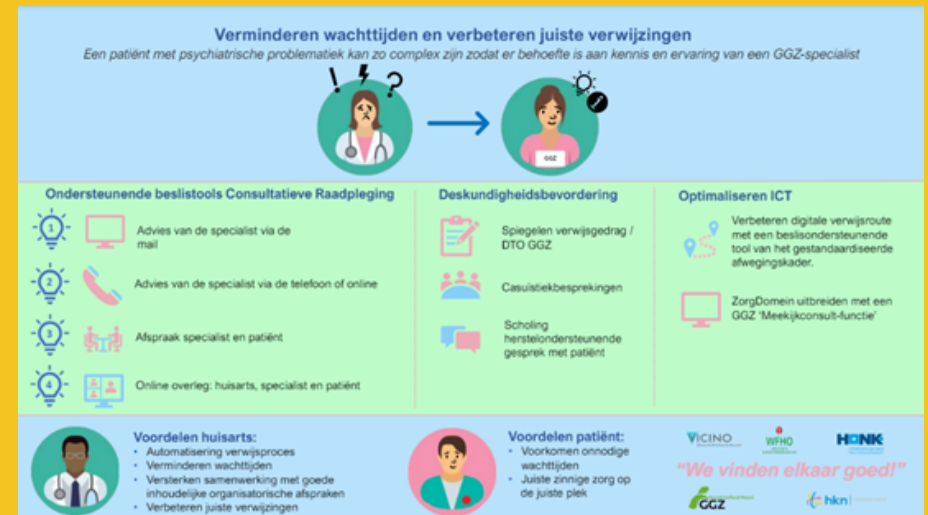 Verminderen wachttijden en verbeteren juiste verwijzingen
Een patiënt met psychiatrische problematiek kan zo complex zijn zodat er behoefte is aan kennis en ervaring van een GGZ-specialist
! ?
GGZ
Ondersteunende beslistools Consultatieve Raadpleging
1
Advies van de specialist via de
mail
2
Advies van de specialist via de telefoon of online
3
Afspraak specialist en patiënt
4
Online overleg: huisarts, specialist en patiënt
Deskundigheidsbevordering
Spiegelen verwijsgedrag /
DTO GGZ
Casuïstiekbesprekingen
Scholing
herstelondersteunende
gesprek met patiënt
Optimaliseren ICT
Verbeteren digitale verwijsroute
met een beslisondersteunende
tool van het gestandaardiseerde
afwegingskader.
ZorgDomein uitbreiden met een
GGZ 'Meekijkconsult-functie'
Voordelen huisarts:
• Automatisering verwijsproces
• Verminderen wachttijden
• Versterken samenwerking met goede
inhoudelijke organisatorische afspraken
• Verbeteren juiste verwijzingen
Voordelen patiënt:
• Voorkomen onnodige
wachttijden
• Juiste zinnige zorg op
de juiste plek
VICINO
WFHO
HONK
"We vinden elkaar goed!"
GGZ
hkn